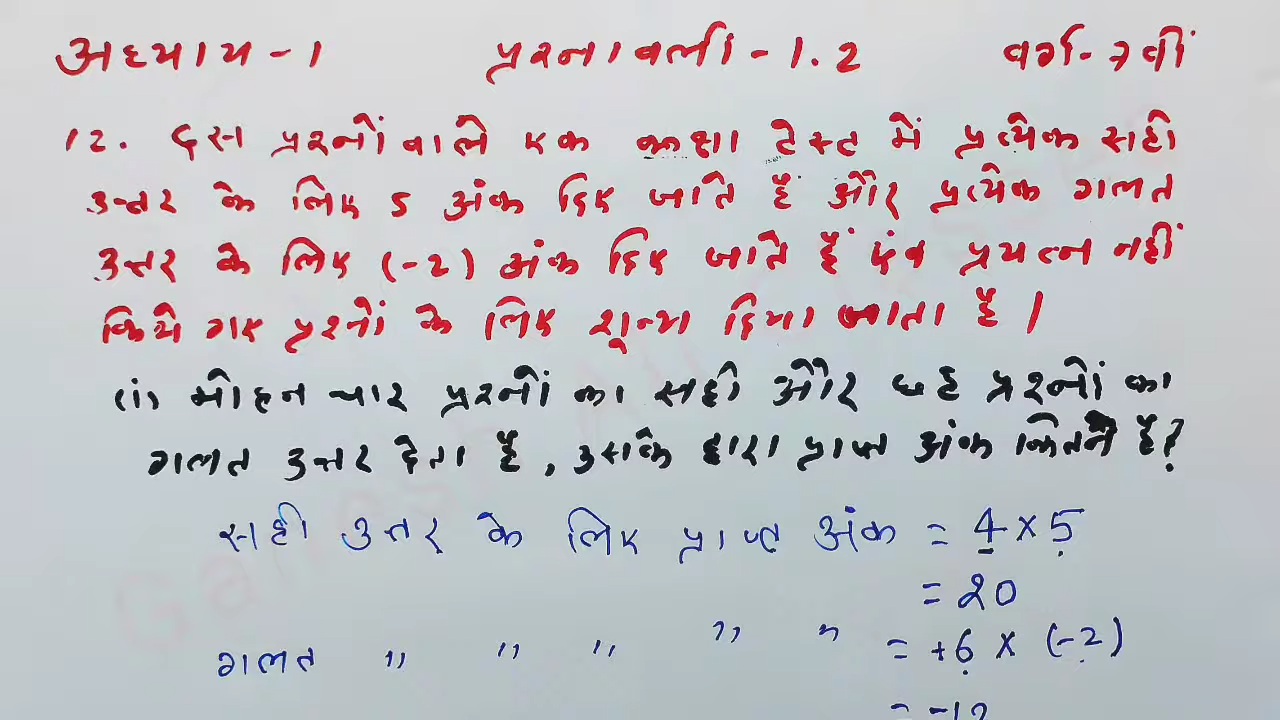 अध्याय-1 प्रश्नावली-1.2 वर्ग-7वीं
12. दस प्रश्नों वाले एक कक्षा टेस्ट में प्रत्येक सही
उत्तर के लिए 5 अंक दिए जाते हैं और प्रत्येक गलत
उत्तर के लिए (-2) अंक दिए जाते हैं एंव प्रयत्न नहीं
किये गए प्रश्नों के लिए शून्य दिया जाता है।
(i) मोहन चार प्रश्नों का सही और छह प्रश्नों का
गलत उत्तर देता है, उसके द्वारा प्राप्त अंक कितने है?
सही उत्तर के लिए प्राप्त अंक = 4 × 5
= 20
गलत " " " " " = +6 × (-2)
= -12